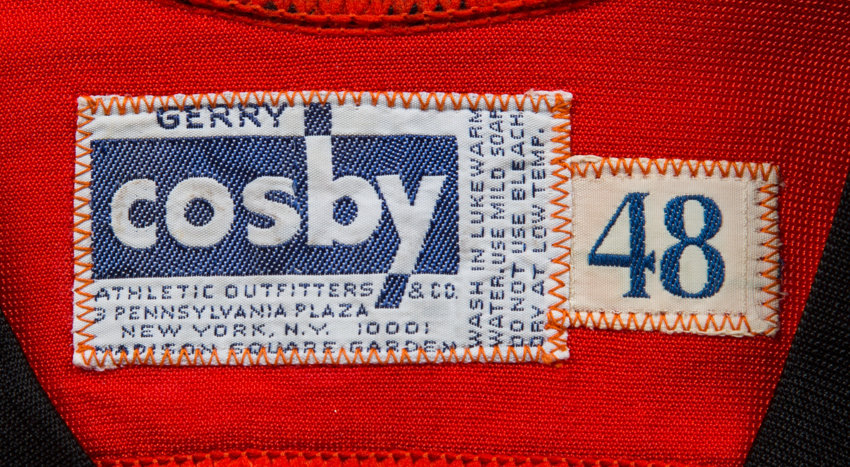 GERRY
cosby
ATHLETIC OUTFITTERS & CO.
3 PENNSYLVANIA PLAZA
NEW YORK, N.Y. 10001
MADISON SQUARE GARDEN
WASH IN LUKEWARM
WATER, USE MILD SOAP
DO NOT USE BLEACH
DRY AT LOW TEMP.
48